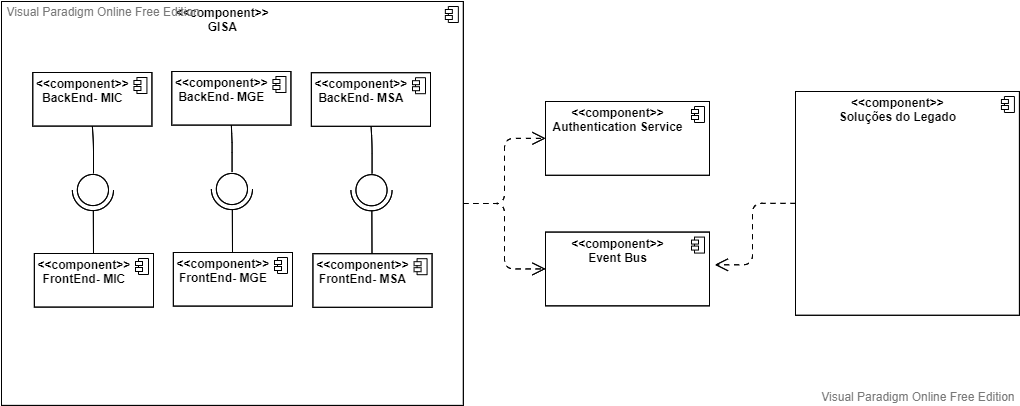 Visual Paradigm Online Free Edition
<<component>>
GISA
<<component>>
BackEnd- MIC
<<component>>
BackEnd- MGE
<<component>>
BackEnd- MSA
<<component>>
FrontEnd- MIC
<<component>>
FrontEnd- MGE
<<component>>
FrontEnd- MSA
<<component>>
Authentication Service
<<component>>
Event Bus
<<component>>
Soluções do Legado
Visual Paradigm Online Free Edition